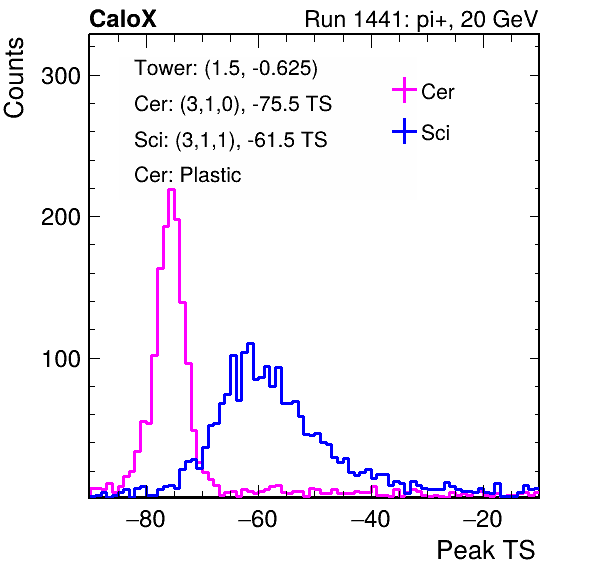 CaloX Run 1441: pi+, 20 GeV
Counts
Tower: (1.5, -0.625)
Cer: (3,1,0), -75.5 TS
Sci: (3,1,1), -61.5 TS
Cer: Plastic
Cer
Sci
300
200
100
−80 −60 −40 −20
Peak TS